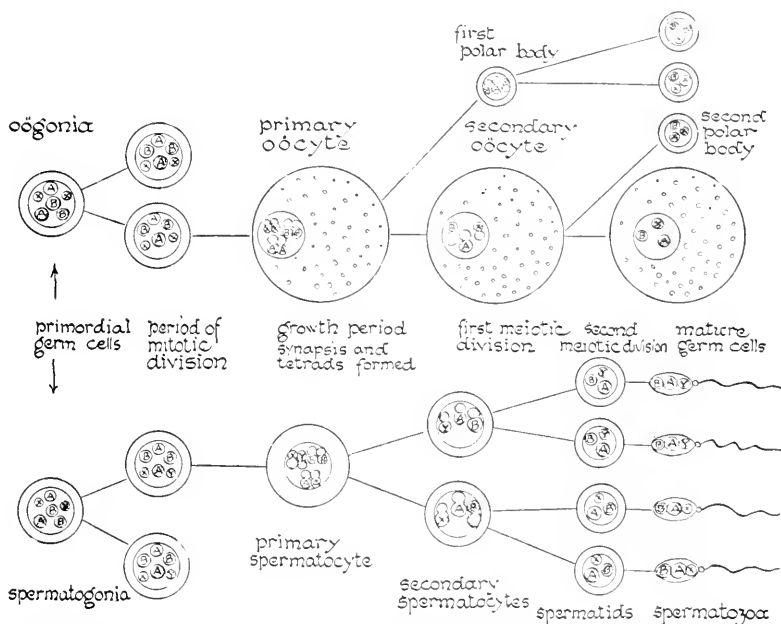 first
polar body
oögonia
primary
oöcyte
secondary
oöcyte
second
polar
body
primordial
germ cells
period of
mitotic
division
growth period
synapsis and
tetrads formed
first meiotic
division
second
meiotic division
mature
germ cells
primary
spermatocyte
spermatogonia
secondary
spermatocytes
spermatids
spermatozoa